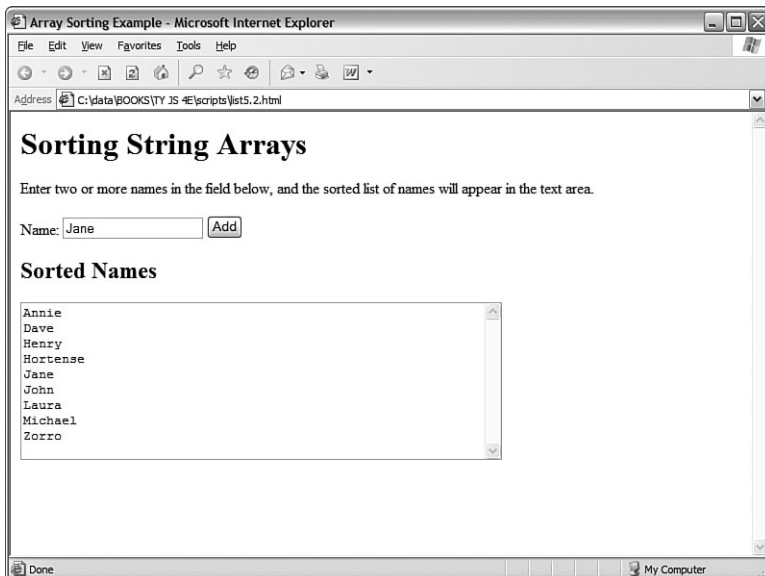 Array Sorting Example - Microsoft Internet Explorer
File Edit View Favorites Tools Help
Address C:\data\BOOKS\TY JS 4E\scripts\list5.2.html
Sorting String Arrays
Enter two or more names in the field below, and the sorted list of names will appear in the text area.
Name: Jane Add
Sorted Names
Annie
Dave
Henry
Hortense
Jane
John
Laura
Michael
Zorro
Done My Computer